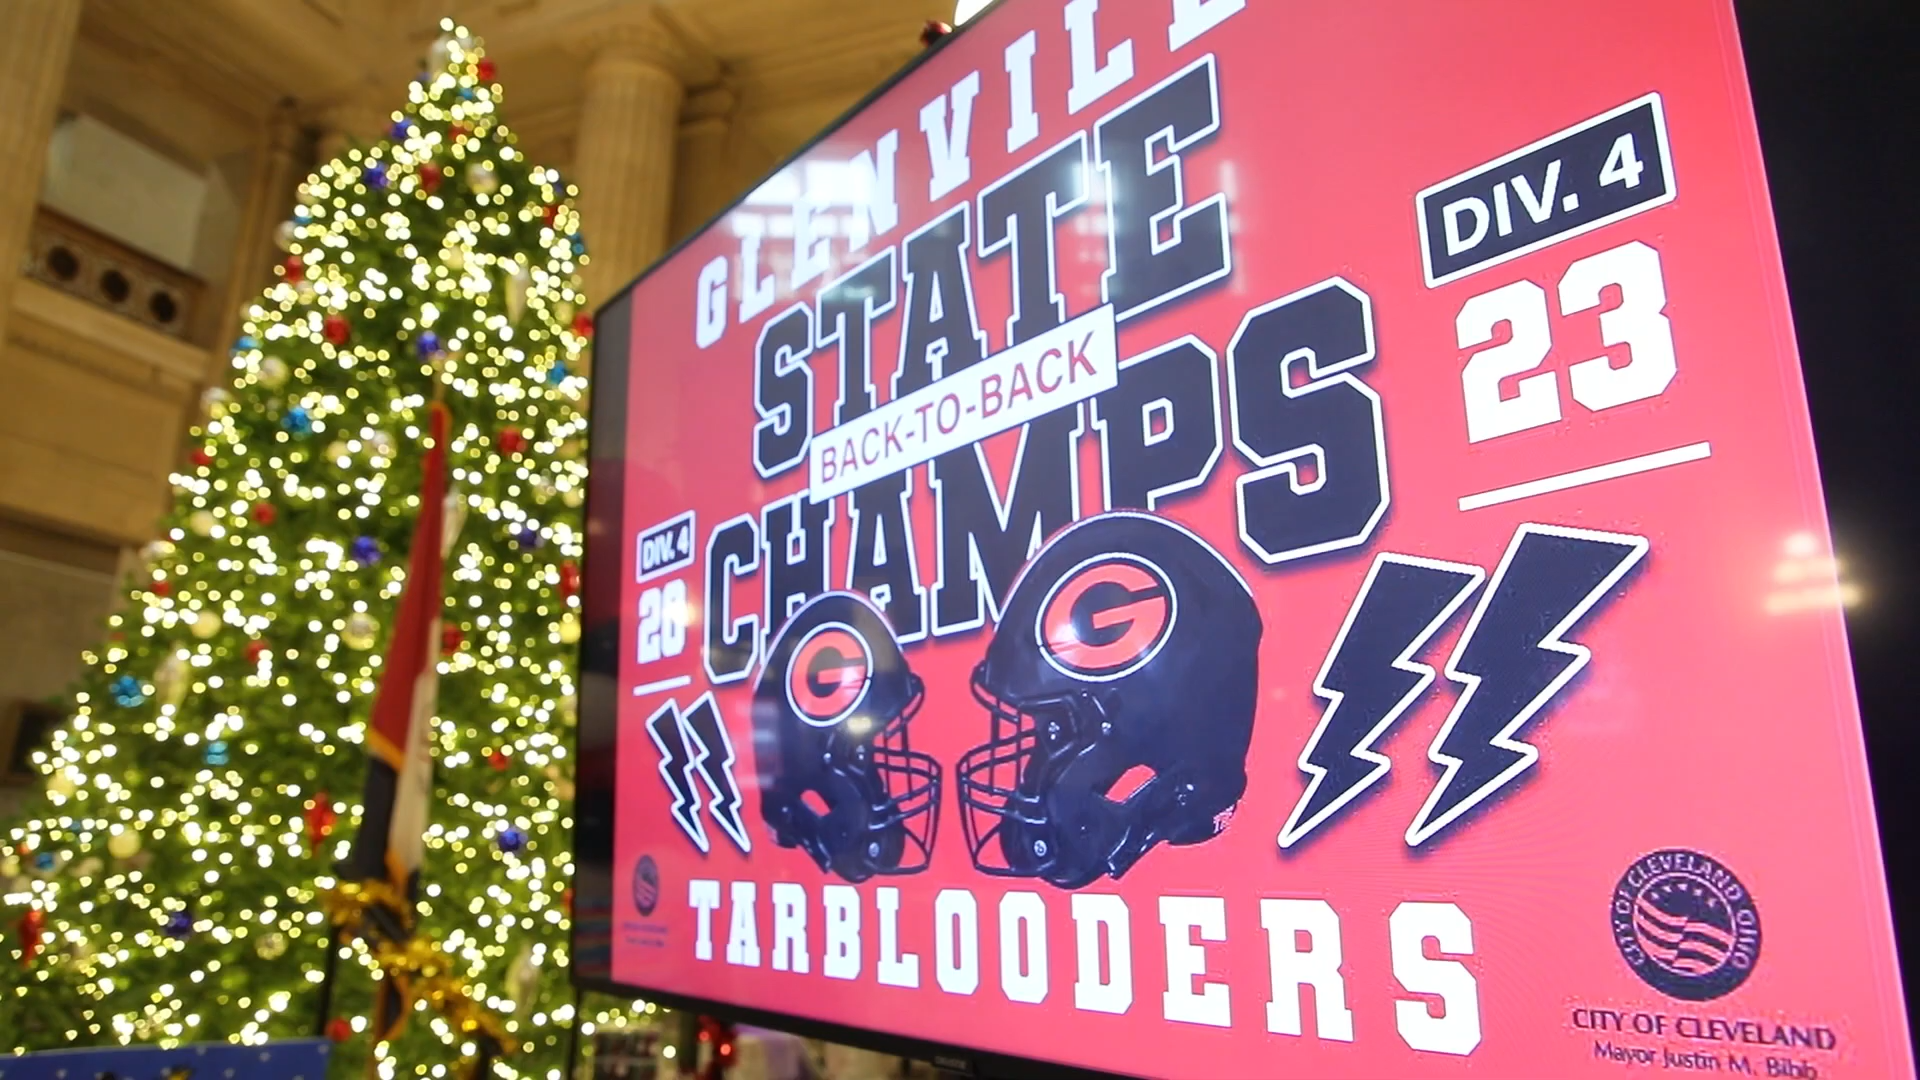 GLENVILLE
STATE
BACK-TO-BACK
CHAMPS
DIV. 4
20
DIV. 4
23
G
G
TARBLOODERS
CITY OF CLEVELAND OHIO
CITY OF CLEVELAND
Mayor Justin M. Bibb